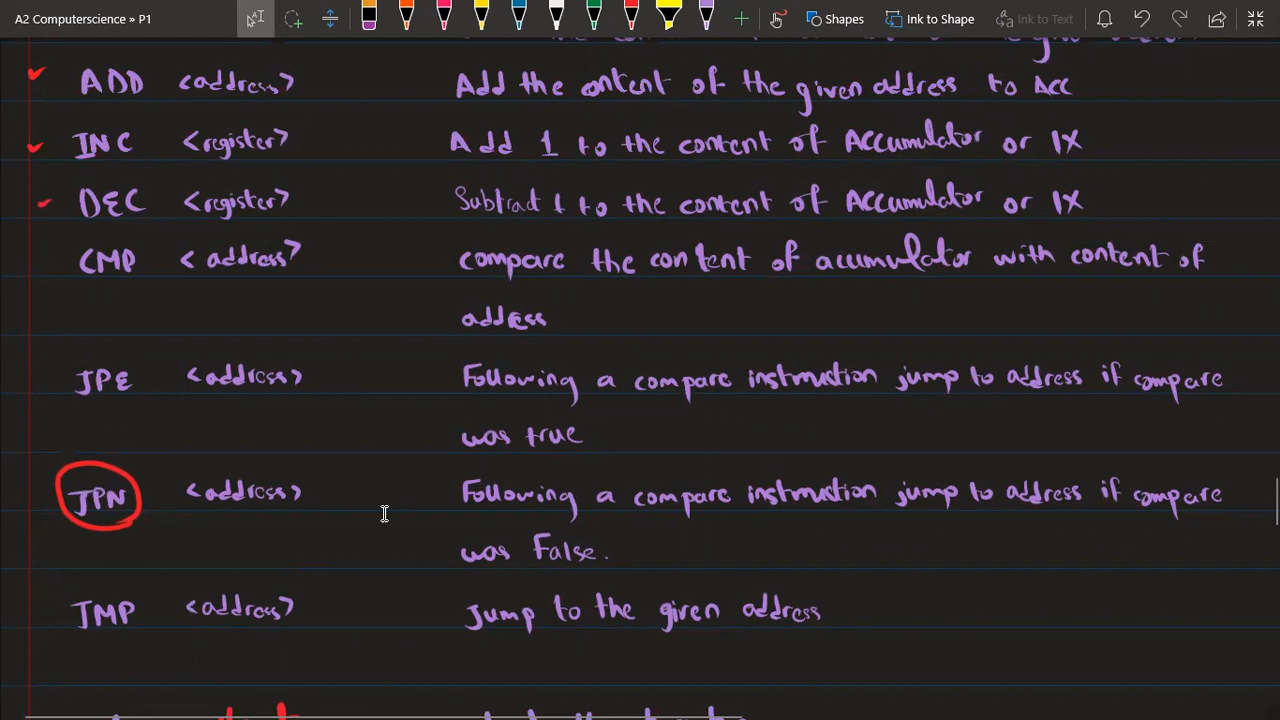 A2 Computerscience » P1
Shapes
Ink to Shape
Ink to Text
ADD <address> Add the content of the given address to Acc
INC <register> Add 1 to the content of Accumulator or IX
DEC <register> Subtract 1 to the content of Accumulator or IX
CMP <address> compare the content of accumulator with content of
address
JPE <address> Following a compare instruction jump to address if compare
was true
JPN <address> Following a compare instruction jump to address if compare
was False.
JMP <address> Jump to the given address